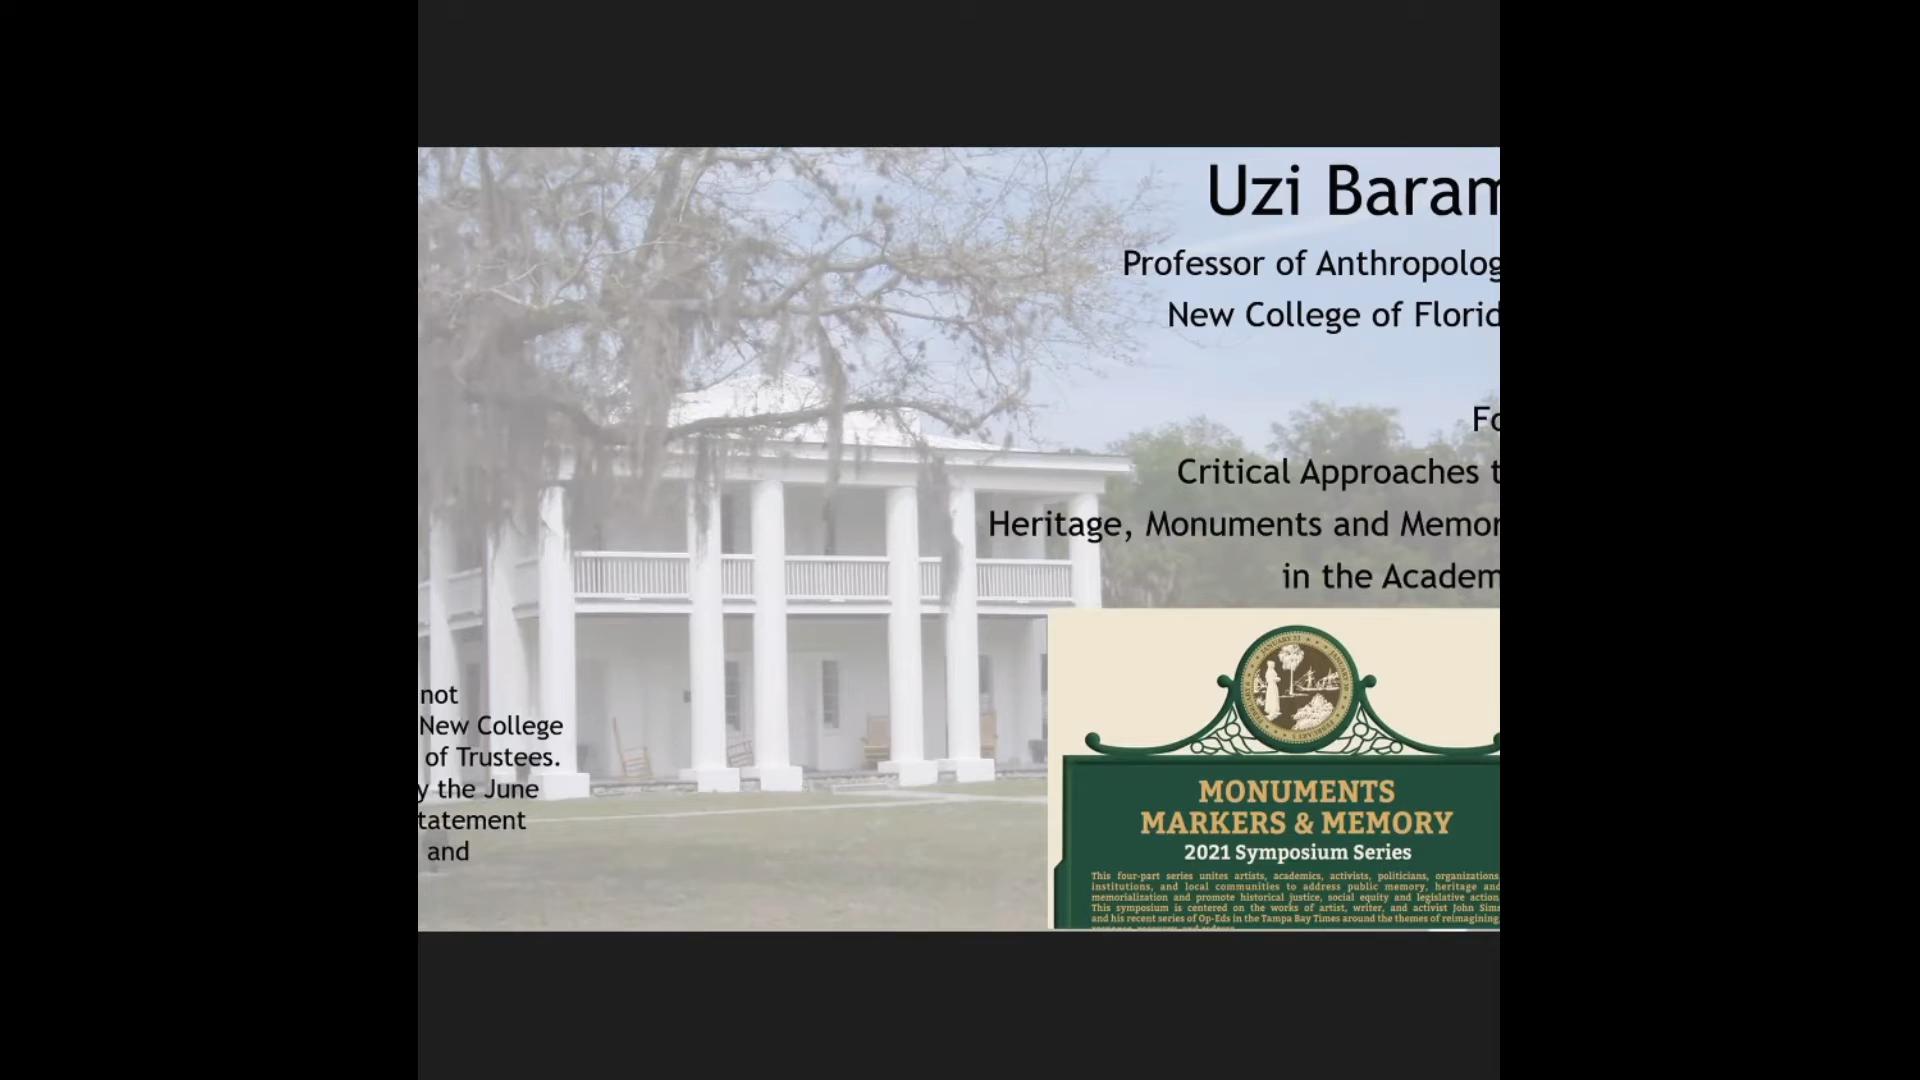 Uzi Baram
Professor of Anthropolog
New College of Florid
Fo
Critical Approaches t
Heritage, Monuments and Memor
in the Academ
not
New College
of Trustees.
y the June
tatement
and
MONUMENTS
MARKERS & MEMORY
2021 Symposium Series
This four-part series unites artists, academics, activists, politicians, organizations,
institutions, and local communities to address public memory, heritage and
memorialization and promote historical justice, social equity and legislative action.
This symposium is centered on the works of artist, writer, and activist John Sims
and his recent series of Op-Eds in the Tampa Bay Times around the themes of reimagining,